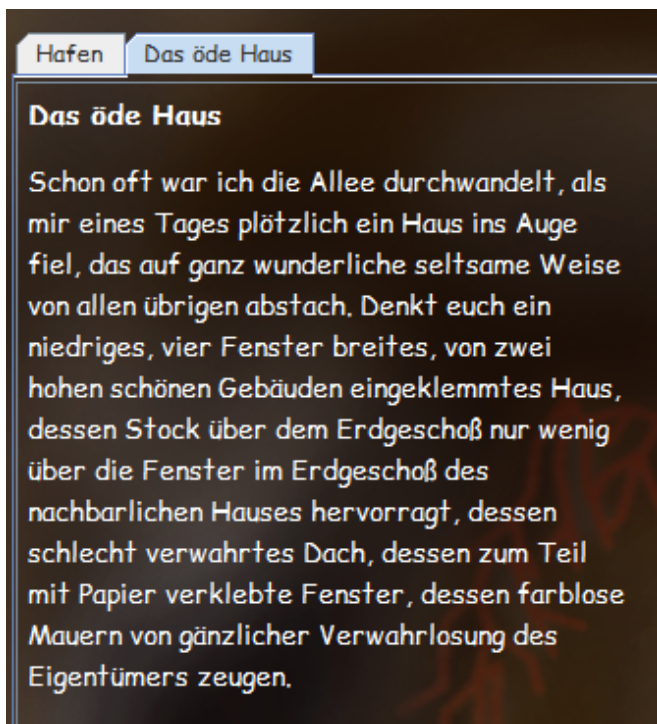 Hafen Das öde Haus
Das öde Haus
Schon oft war ich die Allee durchwandelt, als
mir eines Tages plötzlich ein Haus ins Auge
fiel, das auf ganz wunderliche seltsame Weise
von allen übrigen abstach. Denkt euch ein
niedriges, vier Fenster breites, von zwei
hohen schönen Gebäuden eingeklemmtes Haus,
dessen Stock über dem Erdgeschoß nur wenig
über die Fenster im Erdgeschoß des
nachbarlichen Hauses hervorragt, dessen
schlecht verwahrtes Dach, dessen zum Teil
mit Papier verklebte Fenster, dessen farblose
Mauern von gänzlicher Verwahrlosung des
Eigentümers zeugen.